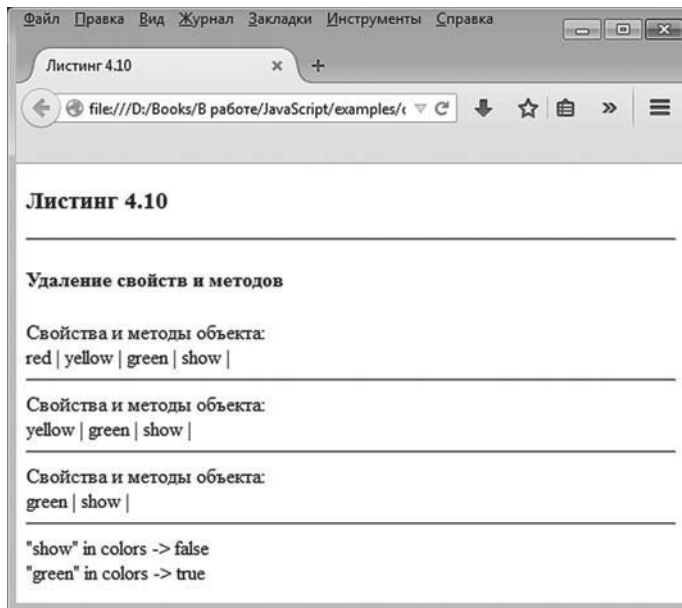 Файл Правка Вид Журнал Закладки Инструменты Справка
Листинг 4.10
file:///D:/Books/В работе/JavaScript/examples/c
Листинг 4.10
Удаление свойств и методов
Свойства и методы объекта:
red | yellow | green | show |
Свойства и методы объекта:
yellow | green | show |
Свойства и методы объекта:
green | show |
"show" in colors -> false
"green" in colors -> true